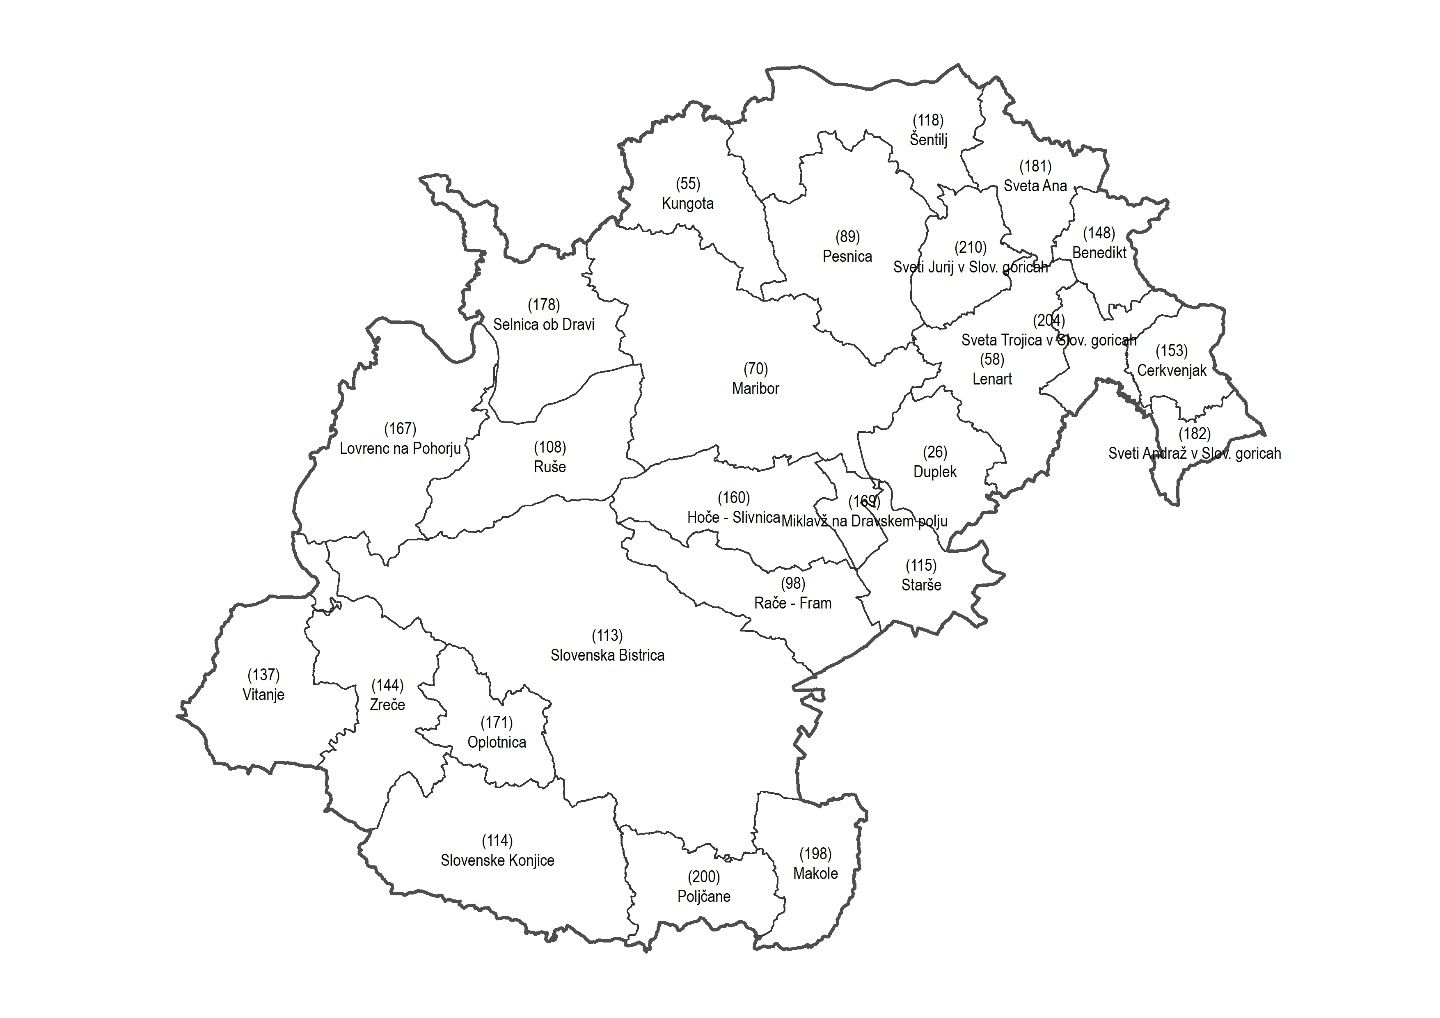 (118)
Šentilj
(181)
Sveta Ana
(55)
Kungota
(89)
Pesnica
(210)
Sveti Jurij v Slov. goricah
(148)
Benedikt
(178)
Selnica ob Dravi
(204)
Sveta Trojica v Slov. goricah
(58)
Lenart
(153)
Cerkvenjak
(70)
Maribor
(167)
Lovrenc na Pohorju
(108)
Ruše
(26)
Duplek
(182)
Sveti Andraž v Slov. goricah
(160)
Hoče - Slivnica
(169)
Miklavž na Dravskem polju
(115)
Starše
(98)
Rače - Fram
(113)
Slovenska Bistrica
(137)
Vitanje
(144)
Zreče
(171)
Oplotnica
(114)
Slovenske Konjice
(200)
Poljčane
(198)
Makole